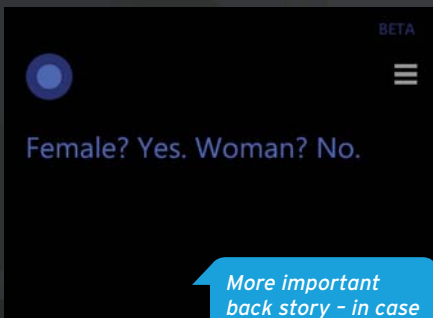 BETA
Female? Yes. Woman? No.
More important
back story – in case